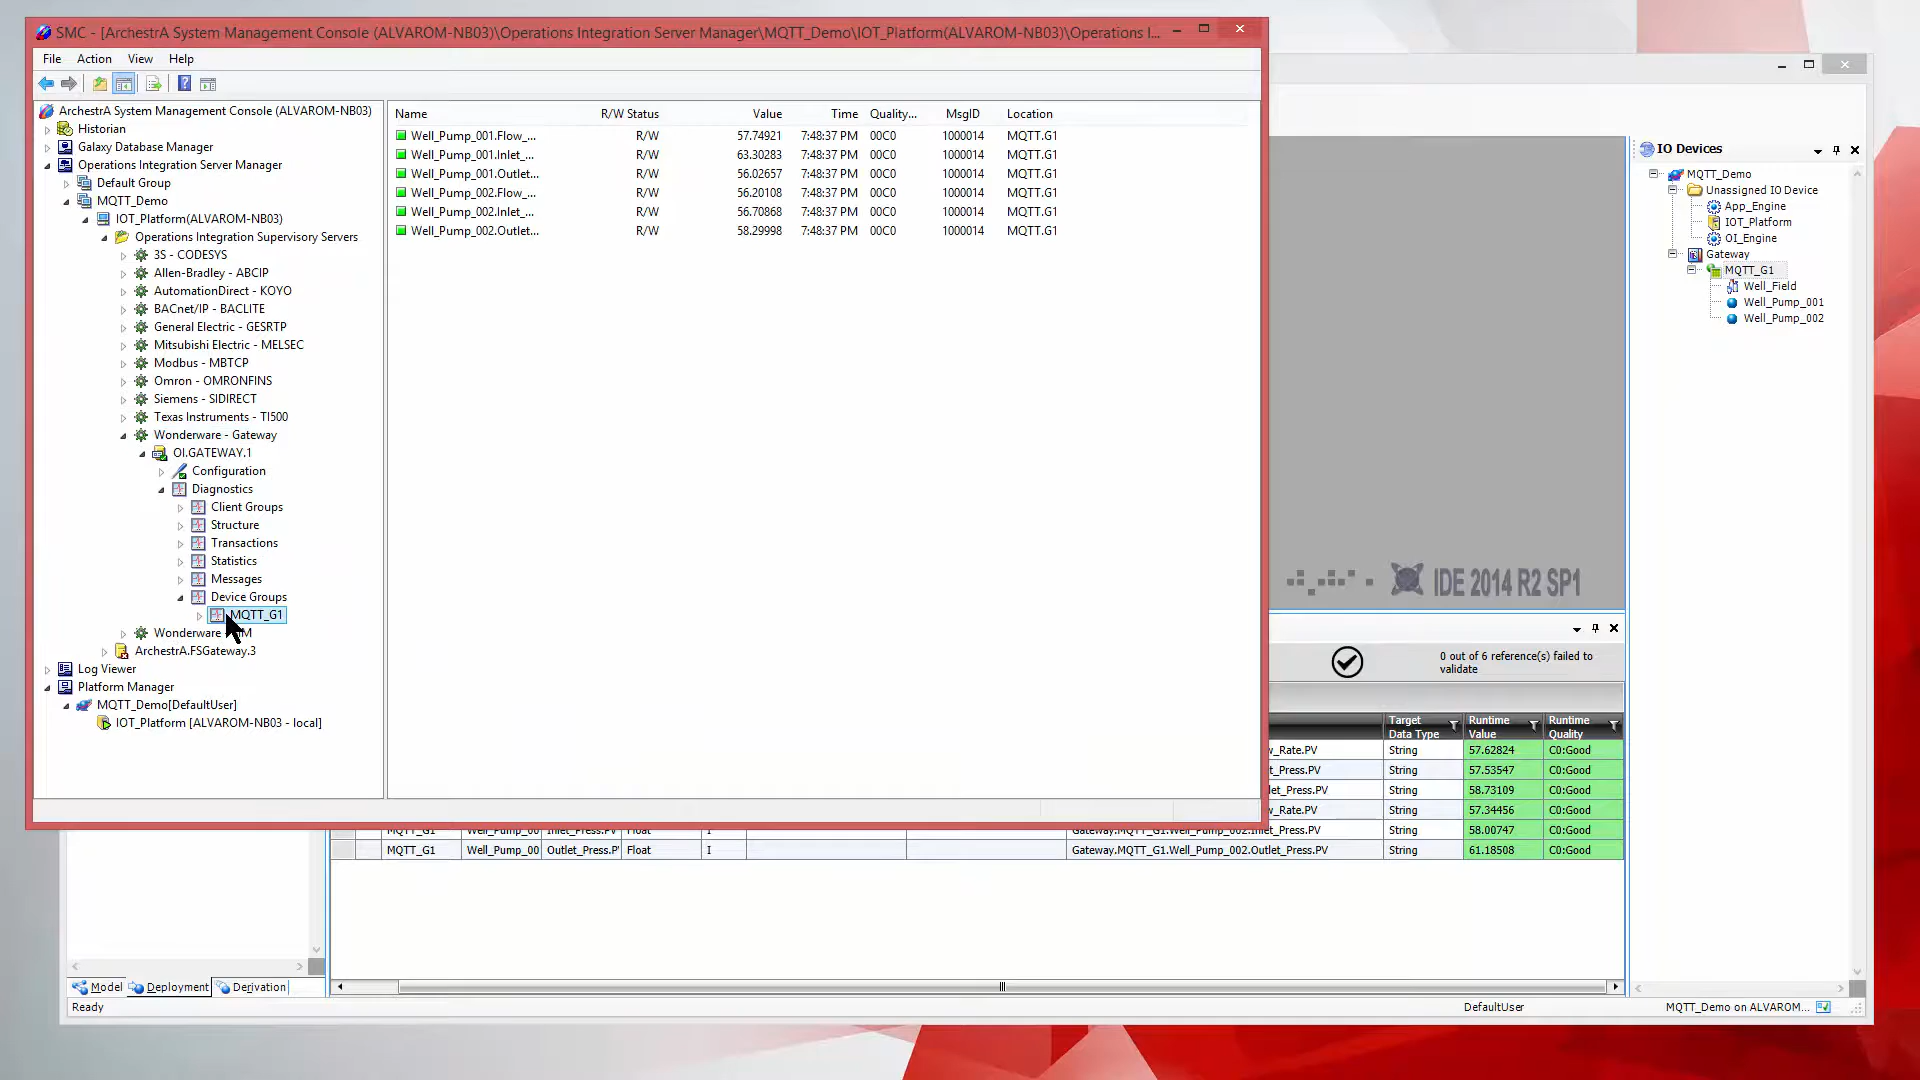 SMC - [ArchestrA System Management Console (ALVAROM-NB03)\Operations Integration Server Manager\MQTT_Demo\IOT_Platform(ALVAROM-NB03)\Operations I...
File Action View Help
ArchestrA System Management Console (ALVAROM-NB03)
Historian
Galaxy Database Manager
Operations Integration Server Manager
Default Group
MQTT_Demo
IOT_Platform(ALVAROM-NB03)
Operations Integration Supervisory Servers
3S - CODESYS
Allen-Bradley - ABCIP
AutomationDirect - KOYO
BACnet/IP - BACLITE
General Electric - GESRTP
Mitsubishi Electric - MELSEC
Modbus - MBTCP
Omron - OMRONFINS
Siemens - SIDIRECT
Texas Instruments - TI500
Wonderware - Gateway
OI.GATEWAY.1
Configuration
Diagnostics
Client Groups
Structure
Transactions
Statistics
Messages
Device Groups
MQTT_G1
Wonderware
ArchestrA.FSGateway.3
Log Viewer
Platform Manager
MQTT_Demo[DefaultUser]
IOT_Platform [ALVAROM-NB03 - local]
Name R/W Status Value Time Quality... MsgID Location
Well_Pump_001.Flow_... R/W 57.74921 7:48:37 PM 00C0 1000014 MQTT.G1
Well_Pump_001.Inlet_... R/W 63.30283 7:48:37 PM 00C0 1000014 MQTT.G1
Well_Pump_001.Outlet... R/W 56.02657 7:48:37 PM 00C0 1000014 MQTT.G1
Well_Pump_002.Flow_... R/W 56.20108 7:48:37 PM 00C0 1000014 MQTT.G1
Well_Pump_002.Inlet_... R/W 56.70868 7:48:37 PM 00C0 1000014 MQTT.G1
Well_Pump_002.Outlet... R/W 58.29998 7:48:37 PM 00C0 1000014 MQTT.G1
IO Devices
MQTT_Demo
Unassigned IO Device
App_Engine
IOT_Platform
OI_Engine
Gateway
MQTT_G1
Well_Field
Well_Pump_001
Well_Pump_002
IDE 2014 R2 SP1
0 out of 6 reference(s) failed to
validate
Target Data Type Runtime Value Runtime Quality
w_Rate.PV String 57.62824 C0:Good
t_Press.PV String 57.53547 C0:Good
let_Press.PV String 58.73109 C0:Good
w_Rate.PV String 57.34456 C0:Good
MQTT_G1 Well_Pump_00 Inlet_Press.PV Float I Gateway.MQTT_G1.Well_Pump_002.Inlet_Press.PV String 58.00747 C0:Good
MQTT_G1 Well_Pump_00 Outlet_Press.P Float I Gateway.MQTT_G1.Well_Pump_002.Outlet_Press.PV String 61.18508 C0:Good
Model Deployment Derivation
Ready DefaultUser MQTT_Demo on ALVAROM...